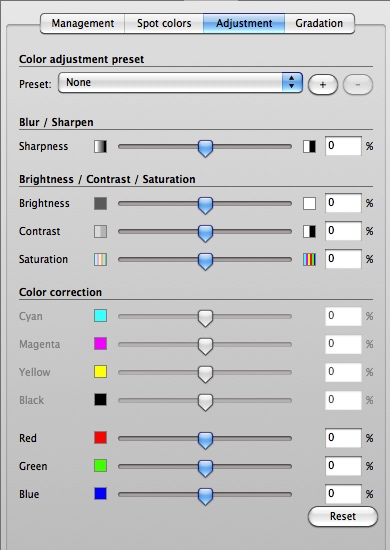 Management Spot colors Adjustment Gradation
Color adjustment preset
Preset: None + −
Blur / Sharpen
Sharpness 0 %
Brightness / Contrast / Saturation
Brightness 0 %
Contrast 0 %
Saturation 0 %
Color correction
Cyan 0 %
Magenta 0 %
Yellow 0 %
Black 0 %
Red 0 %
Green 0 %
Blue 0 %
Reset